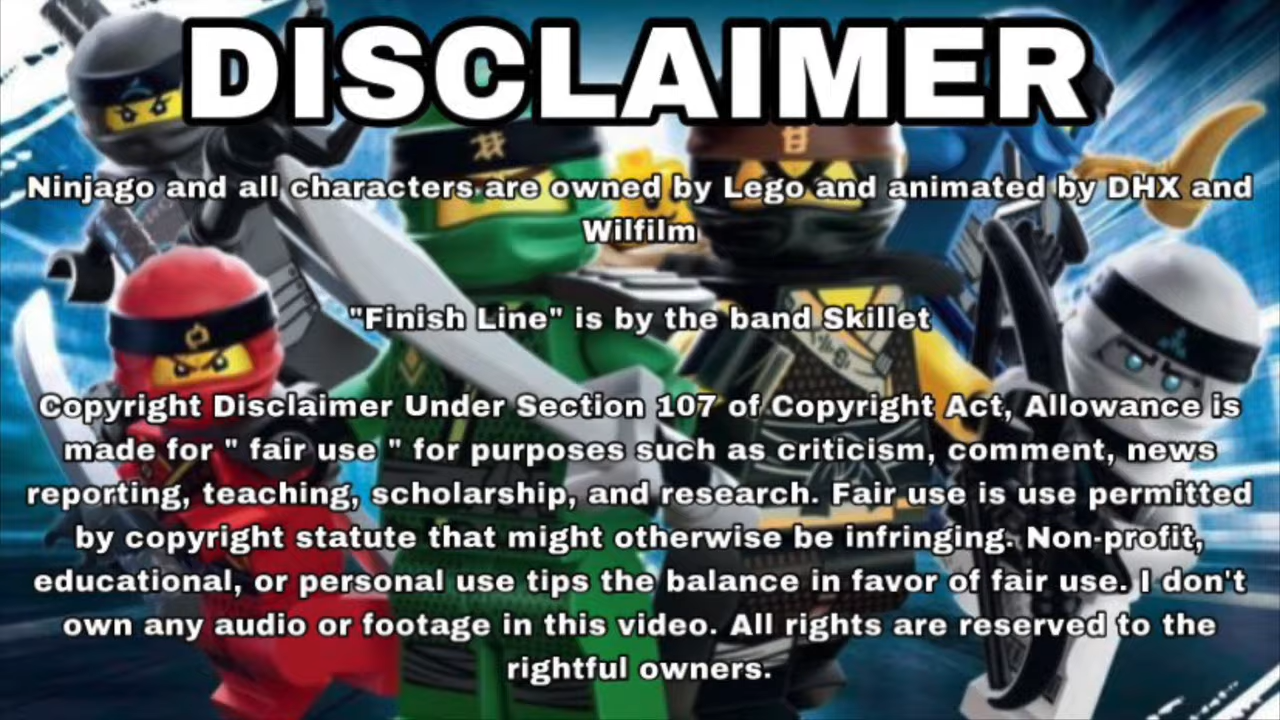 DISCLAIMER
Ninjago and all characters are owned by Lego and animated by DHX and
Wilfilm
"Finish Line" is by the band Skillet
Copyright Disclaimer Under Section 107 of Copyright Act, Allowance is
made for " fair use " for purposes such as criticism, comment, news
reporting, teaching, scholarship, and research. Fair use is use permitted
by copyright statute that might otherwise be infringing. Non-profit,
educational, or personal use tips the balance in favor of fair use. I don't
own any audio or footage in this video. All rights are reserved to the
rightful owners.